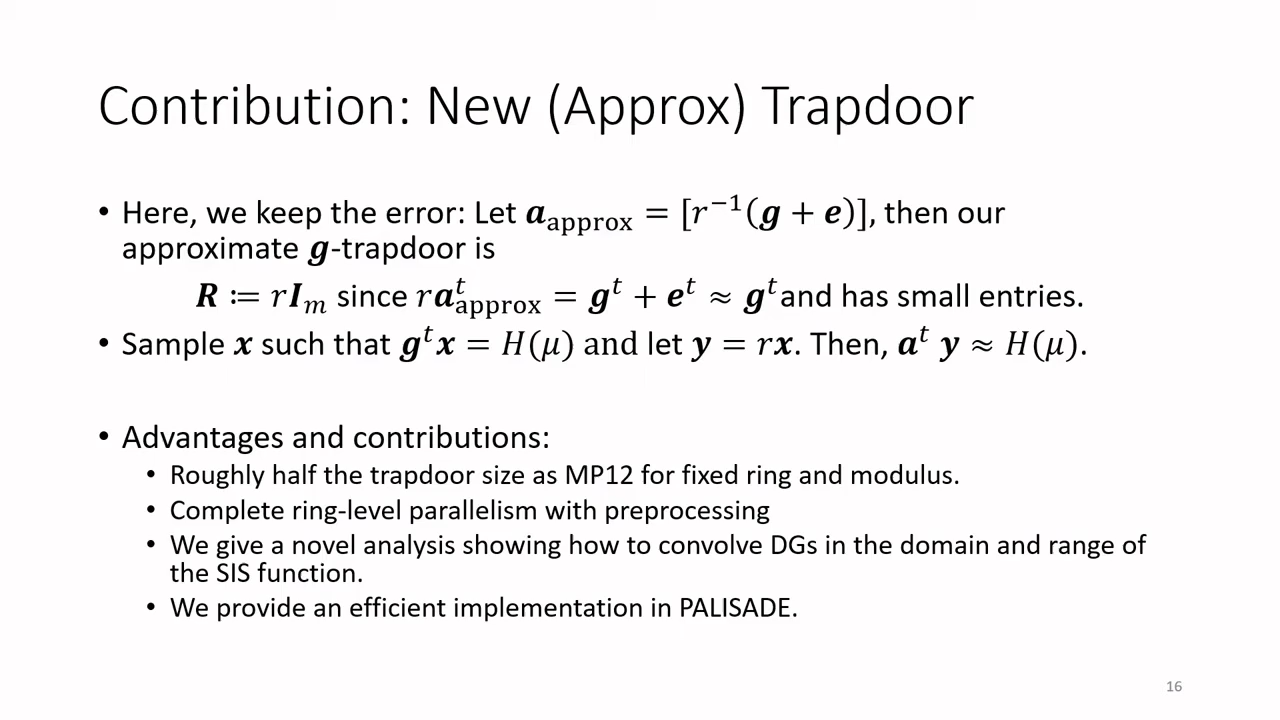 Contribution: New (Approx) Trapdoor
• Here, we keep the error: Let 𝒂_approx = [𝑟⁻¹(𝒈 + 𝒆)], then our
approximate 𝒈-trapdoor is
𝑹 ≔ 𝑟𝑰_𝑚 since 𝑟𝒂^𝑡_approx = 𝒈^𝑡 + 𝒆^𝑡 ≈ 𝒈^𝑡 and has small entries.
• Sample 𝒙 such that 𝒈^𝑡𝒙 = 𝐻(𝜇) and let 𝒚 = 𝑟𝒙. Then, 𝒂^𝑡 𝒚 ≈ 𝐻(𝜇).
• Advantages and contributions:
• Roughly half the trapdoor size as MP12 for fixed ring and modulus.
• Complete ring-level parallelism with preprocessing
• We give a novel analysis showing how to convolve DGs in the domain and range of
the SIS function.
• We provide an efficient implementation in PALISADE.
16